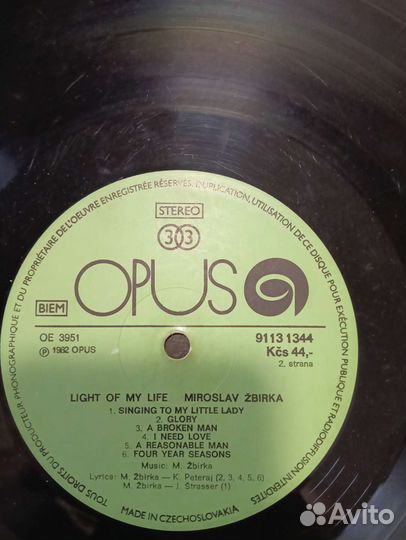 TOUS DROITS DU PRODUCTEUR PHONOGRAPHIQUE ET DU PROPRIÉTAIRE DE L'OEUVRE ENREGISTRÉE RÉSERVÉS. DUPLICATION, UTILISATION DE CE DISQUE POUR EXÉCUTION PUBLIQUE ET RADIODIFFUSION INTERDITES
STEREO
33
OPUS
BIEM
OE 3951
Ⓟ 1982 OPUS
9113 1344
Kčs 44,-
2. strana
LIGHT OF MY LIFE MIROSLAV ŽBIRKA
1. SINGING TO MY LITTLE LADY
2. GLORY
3. A BROKEN MAN
4. I NEED LOVE
5. A REASONABLE MAN
6. FOUR YEAR SEASONS
Music: M. Žbirka
Lyrics: M. Žbirka — K. Peteraj (2, 3, 4, 5, 6)
M. Žbirka — J. Štrasser (1)
MADE IN CZECHOSLOVAKIA
Avito